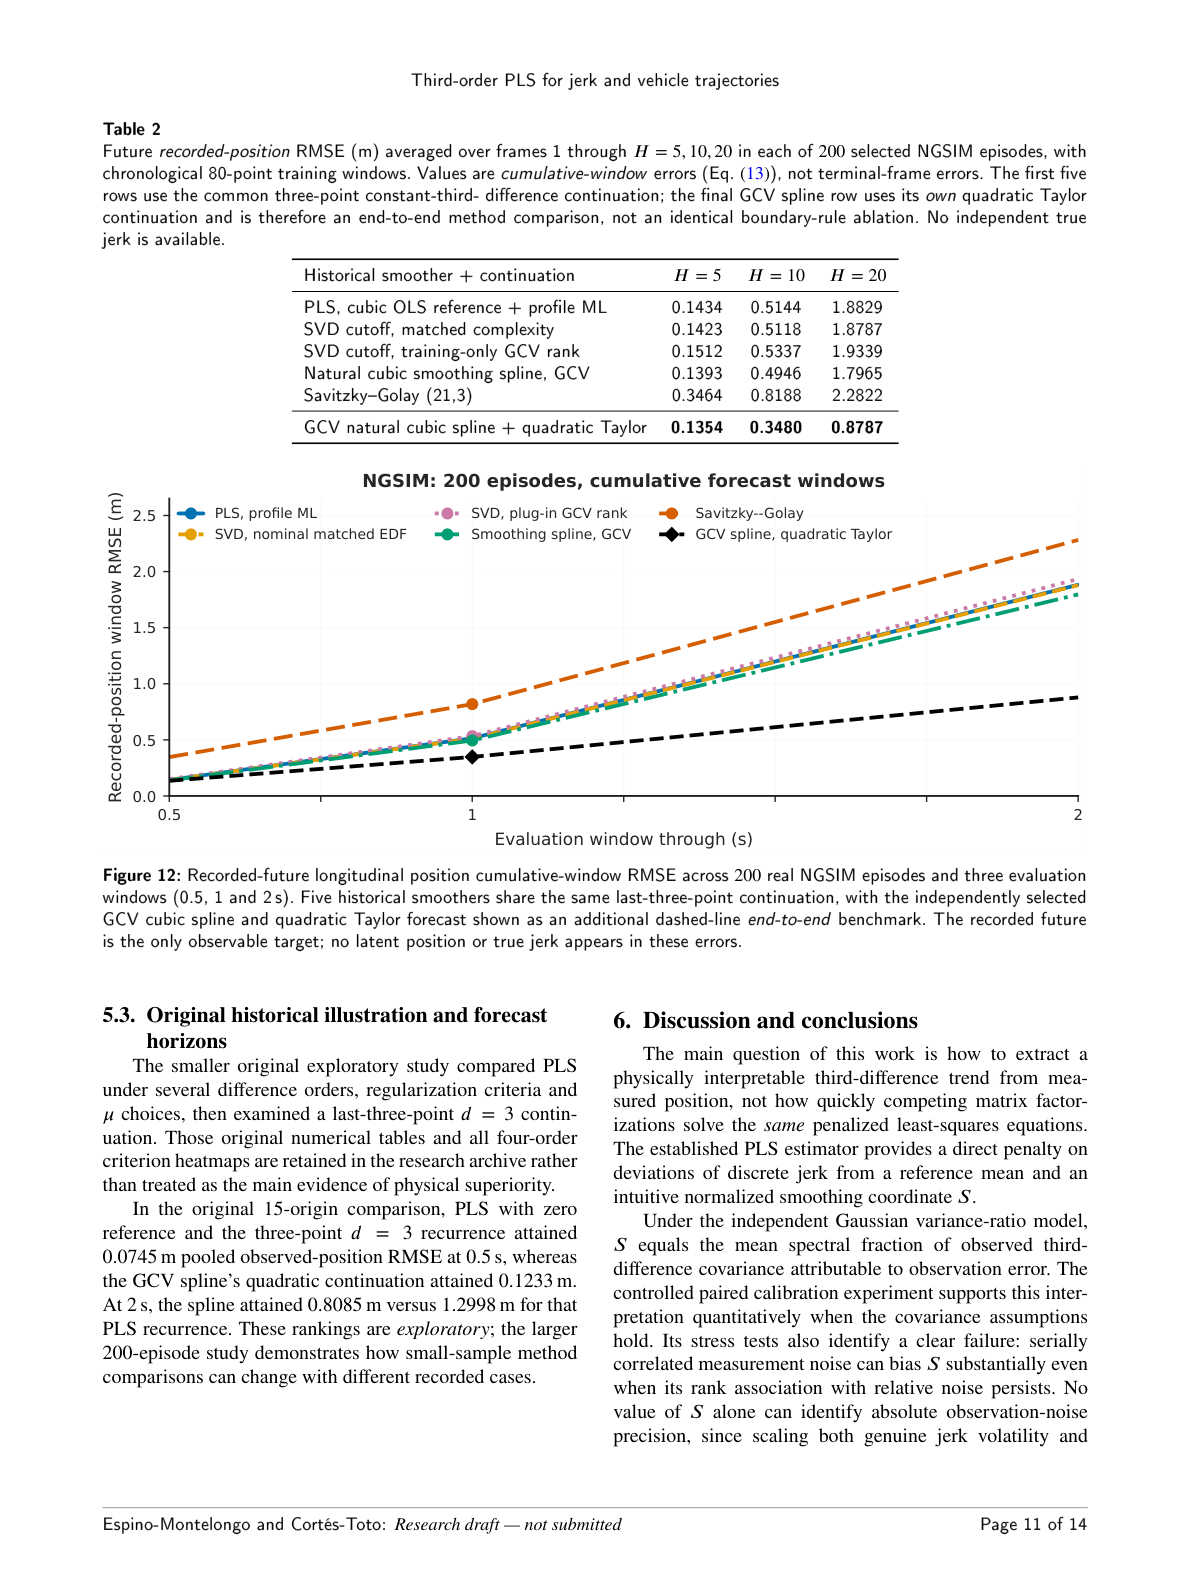 Third-order PLS for jerk and vehicle trajectories
Table 2
Future recorded-position RMSE (m) averaged over frames 1 through H = 5, 10, 20 in each of 200 selected NGSIM episodes, with
chronological 80-point training windows. Values are cumulative-window errors (Eq. (13)), not terminal-frame errors. The first five
rows use the common three-point constant-third- difference continuation; the final GCV spline row uses its own quadratic Taylor
continuation and is therefore an end-to-end method comparison, not an identical boundary-rule ablation. No independent true
jerk is available.
Historical smoother + continuation H = 5 H = 10 H = 20
PLS, cubic OLS reference + profile ML 0.1434 0.5144 1.8829
SVD cutoff, matched complexity 0.1423 0.5118 1.8787
SVD cutoff, training-only GCV rank 0.1512 0.5337 1.9339
Natural cubic smoothing spline, GCV 0.1393 0.4946 1.7965
Savitzky–Golay (21,3) 0.3464 0.8188 2.2822
GCV natural cubic spline + quadratic Taylor 0.1354 0.3480 0.8787
NGSIM: 200 episodes, cumulative forecast windows
Recorded-position window RMSE (m)
2.5
2.0
1.5
1.0
0.5
0.0
PLS, profile ML
SVD, nominal matched EDF
SVD, plug-in GCV rank
Smoothing spline, GCV
Savitzky--Golay
GCV spline, quadratic Taylor
0.5 1 2
Evaluation window through (s)
Figure 12: Recorded-future longitudinal position cumulative-window RMSE across 200 real NGSIM episodes and three evaluation
windows (0.5, 1 and 2 s). Five historical smoothers share the same last-three-point continuation, with the independently selected
GCV cubic spline and quadratic Taylor forecast shown as an additional dashed-line end-to-end benchmark. The recorded future
is the only observable target; no latent position or true jerk appears in these errors.
5.3. Original historical illustration and forecast
horizons
The smaller original exploratory study compared PLS
under several difference orders, regularization criteria and
μ choices, then examined a last-three-point d = 3 contin-
uation. Those original numerical tables and all four-order
criterion heatmaps are retained in the research archive rather
than treated as the main evidence of physical superiority.
In the original 15-origin comparison, PLS with zero
reference and the three-point d = 3 recurrence attained
0.0745 m pooled observed-position RMSE at 0.5 s, whereas
the GCV spline's quadratic continuation attained 0.1233 m.
At 2 s, the spline attained 0.8085 m versus 1.2998 m for that
PLS recurrence. These rankings are exploratory; the larger
200-episode study demonstrates how small-sample method
comparisons can change with different recorded cases.
6. Discussion and conclusions
The main question of this work is how to extract a
physically interpretable third-difference trend from mea-
sured position, not how quickly competing matrix factor-
izations solve the same penalized least-squares equations.
The established PLS estimator provides a direct penalty on
deviations of discrete jerk from a reference mean and an
intuitive normalized smoothing coordinate S.
Under the independent Gaussian variance-ratio model,
S equals the mean spectral fraction of observed third-
difference covariance attributable to observation error. The
controlled paired calibration experiment supports this inter-
pretation quantitatively when the covariance assumptions
hold. Its stress tests also identify a clear failure: serially
correlated measurement noise can bias S substantially even
when its rank association with relative noise persists. No
value of S alone can identify absolute observation-noise
precision, since scaling both genuine jerk volatility and
Espino-Montelongo and Cortés-Toto: Research draft — not submitted
Page 11 of 14